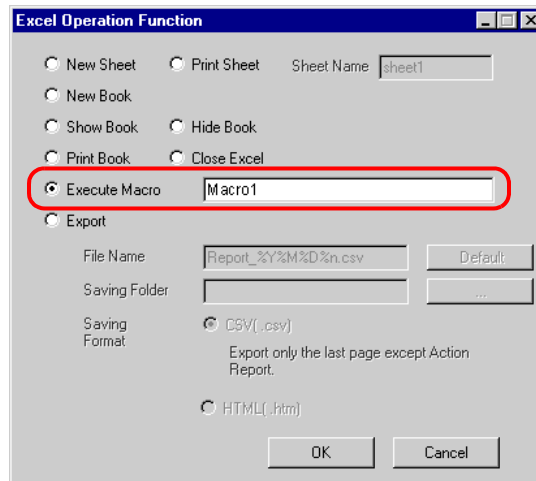 Excel Operation Function
New Sheet Print Sheet Sheet Name sheet1
New Book
Show Book Hide Book
Print Book Close Excel
Execute Macro Macro1
Export
File Name Report_%Y%M%D%n.csv Default
Saving Folder ...
Saving CSV( .csv)
Format
Export only the last page except Action
Report.
HTML( .htm)
OK Cancel